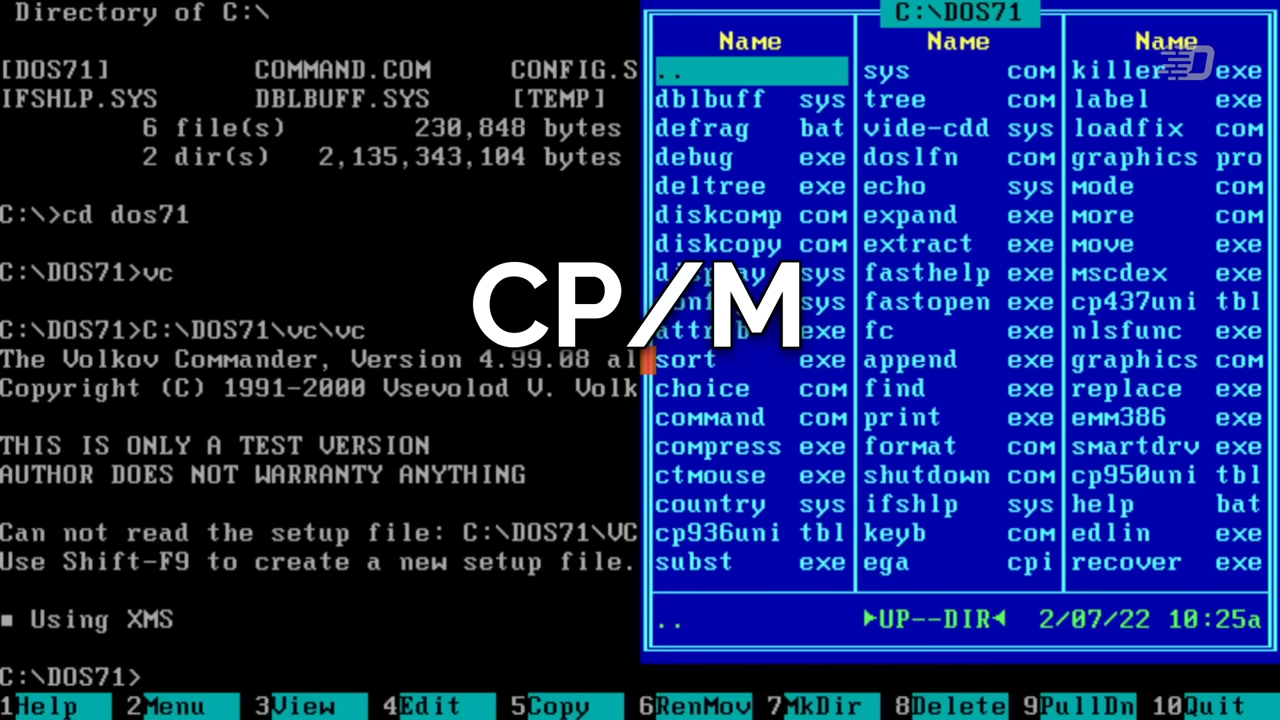 Directory of C:\
[DOS71] COMMAND.COM CONFIG.S
IFSHLP.SYS DBLBUFF.SYS [TEMP]
6 file(s) 230,848 bytes
2 dir(s) 2,135,343,104 bytes
C:\>cd dos71
C:\DOS71>vc
C:\DOS71>C:\DOS71\vc\vc
The Volkov Commander, Version 4.99.08 al
Copyright (C) 1991-2000 Vsevolod V. Volk
THIS IS ONLY A TEST VERSION
AUTHOR DOES NOT WARRANTY ANYTHING
Can not read the setup file: C:\DOS71\VC
Use Shift-F9 to create a new setup file.
■ Using XMS
C:\DOS71>
C:\DOS71
Name Name Name
.. sys com killer exe
dblbuff sys tree com label exe
defrag bat vide-cdd sys loadfix com
debug exe doslfn com graphics pro
deltree exe echo sys mode com
diskcomp com expand exe more com
diskcopy com extract exe move exe
sys fasthelp exe mscdex exe
sys fastopen exe cp437uni tbl
exe fc exe nlsfunc exe
sort exe append exe graphics com
choice com find exe replace exe
command com print exe emm386 exe
compress exe format com smartdrv exe
ctmouse exe shutdown com cp950uni tbl
country sys ifshlp sys help bat
cp936uni tbl keyb com edlin exe
subst exe ega cpi recover exe
.. ►UP--DIR◄ 2/07/22 10:25a
CP/M
1Help 2Menu 3View 4Edit 5Copy 6RenMov 7MkDir 8Delete 9PullDn 10Quit